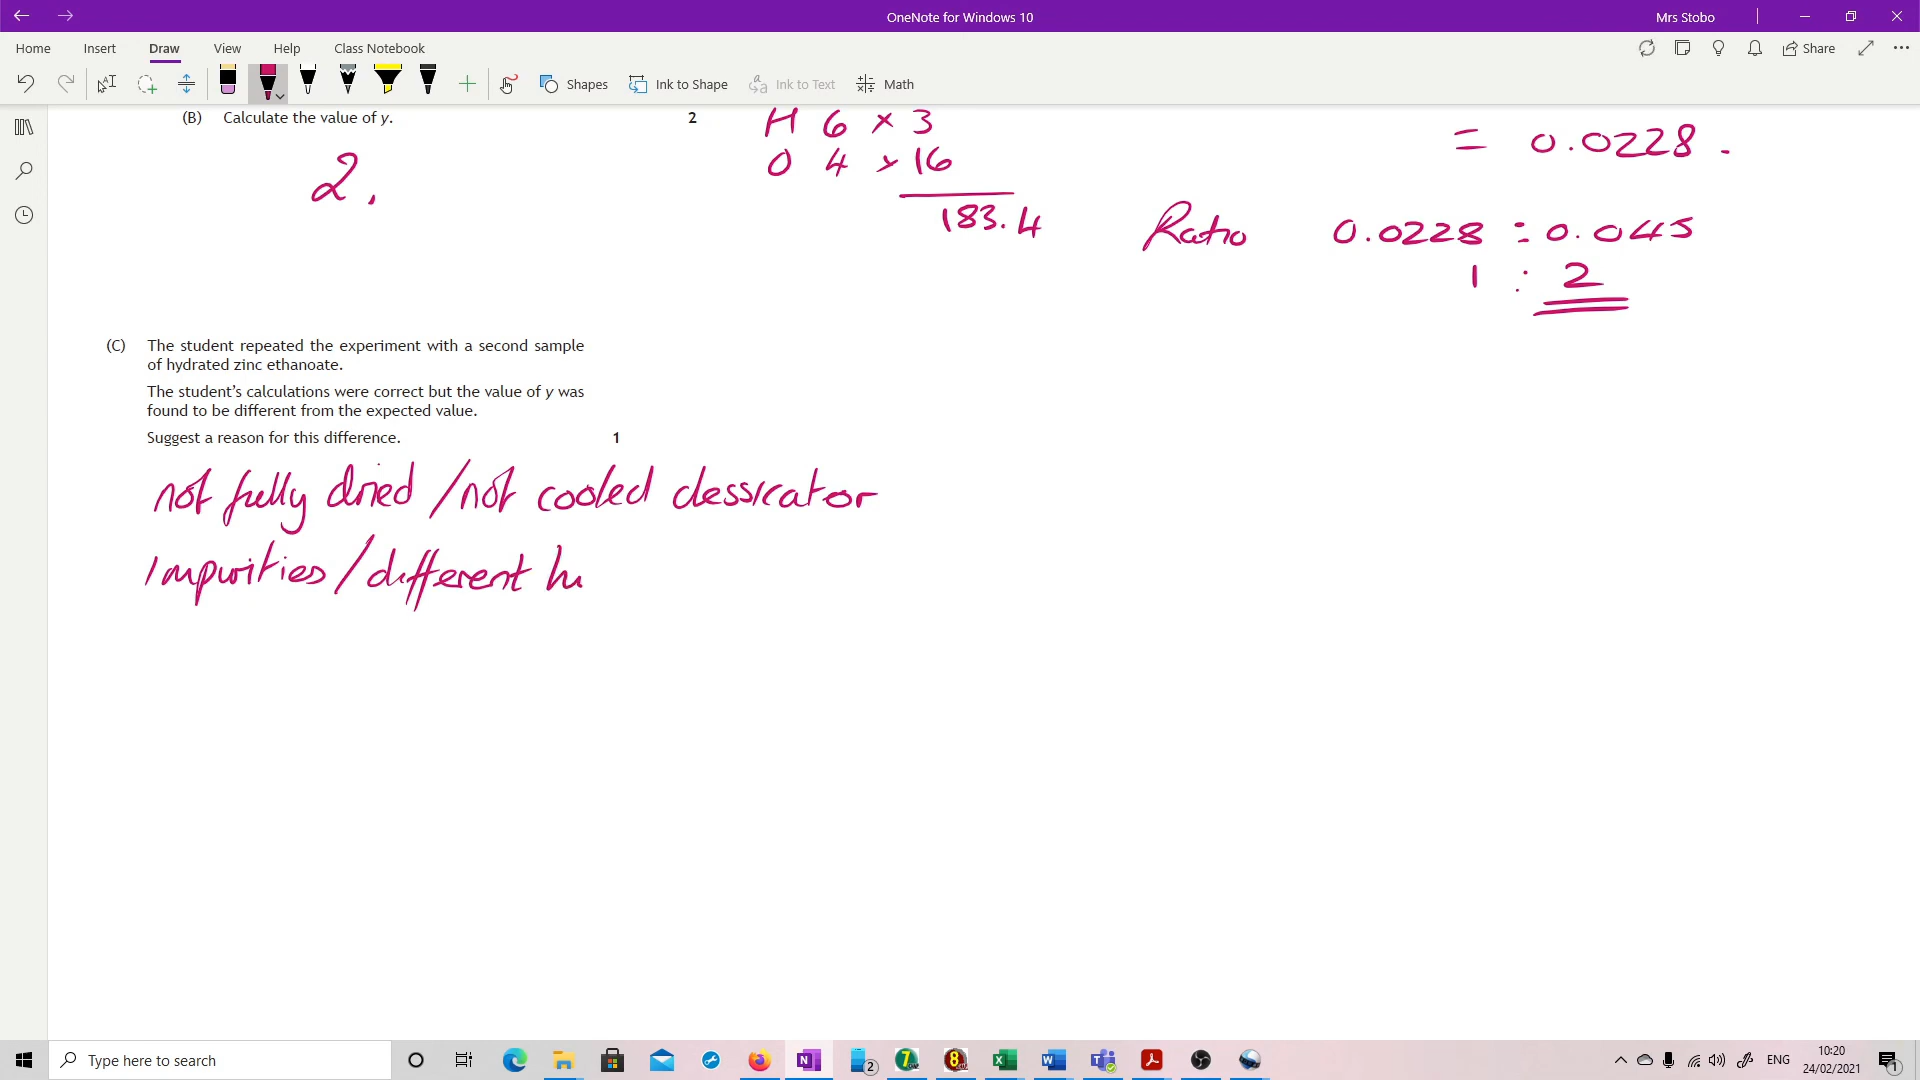 OneNote for Windows 10
Mrs Stobo
Home Insert Draw View Help Class Notebook
Share
Shapes Ink to Shape Ink to Text Math
(B) Calculate the value of y. 2
2.
H 6 × 3
O 4 × 16
183.4
= 0.0228.
Ratio 0.0228 : 0.045
1 : 2
(C) The student repeated the experiment with a second sample
of hydrated zinc ethanoate.
The student's calculations were correct but the value of y was
found to be different from the expected value.
Suggest a reason for this difference. 1
not fully dried / not cooled dessicator
impurities / different hu
Type here to search
ENG
10:20
24/02/2021